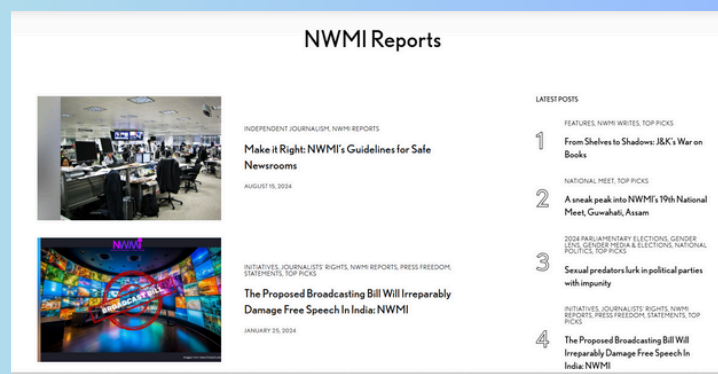 NWMI Reports
INDEPENDENT JOURNALISM, NWMI REPORTS
Make it Right: NWMI's Guidelines for Safe
Newsrooms
AUGUST 15, 2024
NWMI
BROADCAST BILL
INITIATIVES, JOURNALISTS' RIGHTS, NWMI REPORTS, PRESS FREEDOM,
STATEMENTS, TOP PICKS
The Proposed Broadcasting Bill Will Irreparably
Damage Free Speech In India: NWMI
JANUARY 25, 2024
LATEST POSTS
1
FEATURES, NWMI WRITES, TOP PICKS
From Shelves to Shadows: J&K's War on
Books
2
NATIONAL MEET, TOP PICKS
A sneak peak into NWMI's 19th National
Meet, Guwahati, Assam
3
2024 PARLIAMENTARY ELECTIONS, GENDER
LENS, GENDER MEDIA & ELECTIONS, NATIONAL
POLITICS, TOP PICKS
Sexual predators lurk in political parties
with impunity
4
INITIATIVES, JOURNALISTS' RIGHTS, NWMI
REPORTS, PRESS FREEDOM, STATEMENTS, TOP
PICKS
The Proposed Broadcasting Bill Will
Irreparably Damage Free Speech In
India: NWMI